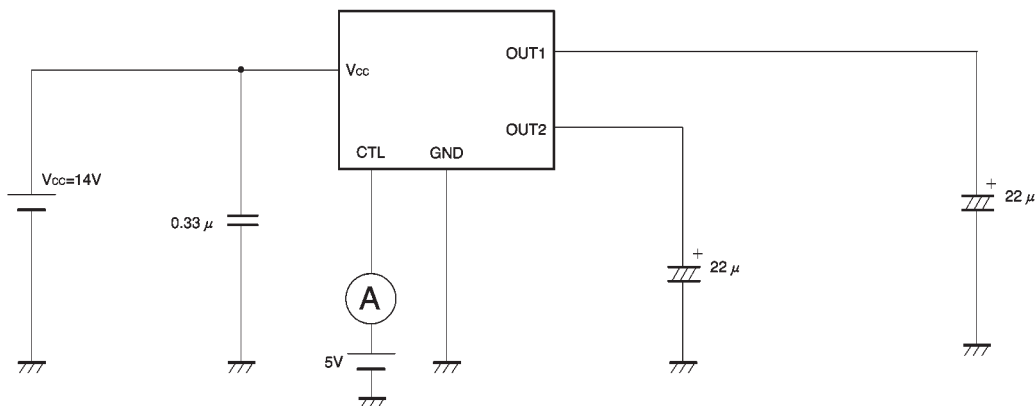 OUT1
Vcc
OUT2
CTL
GND
Vcc=14V
+
22 μ
0.33 μ
+
22 μ
A
5V